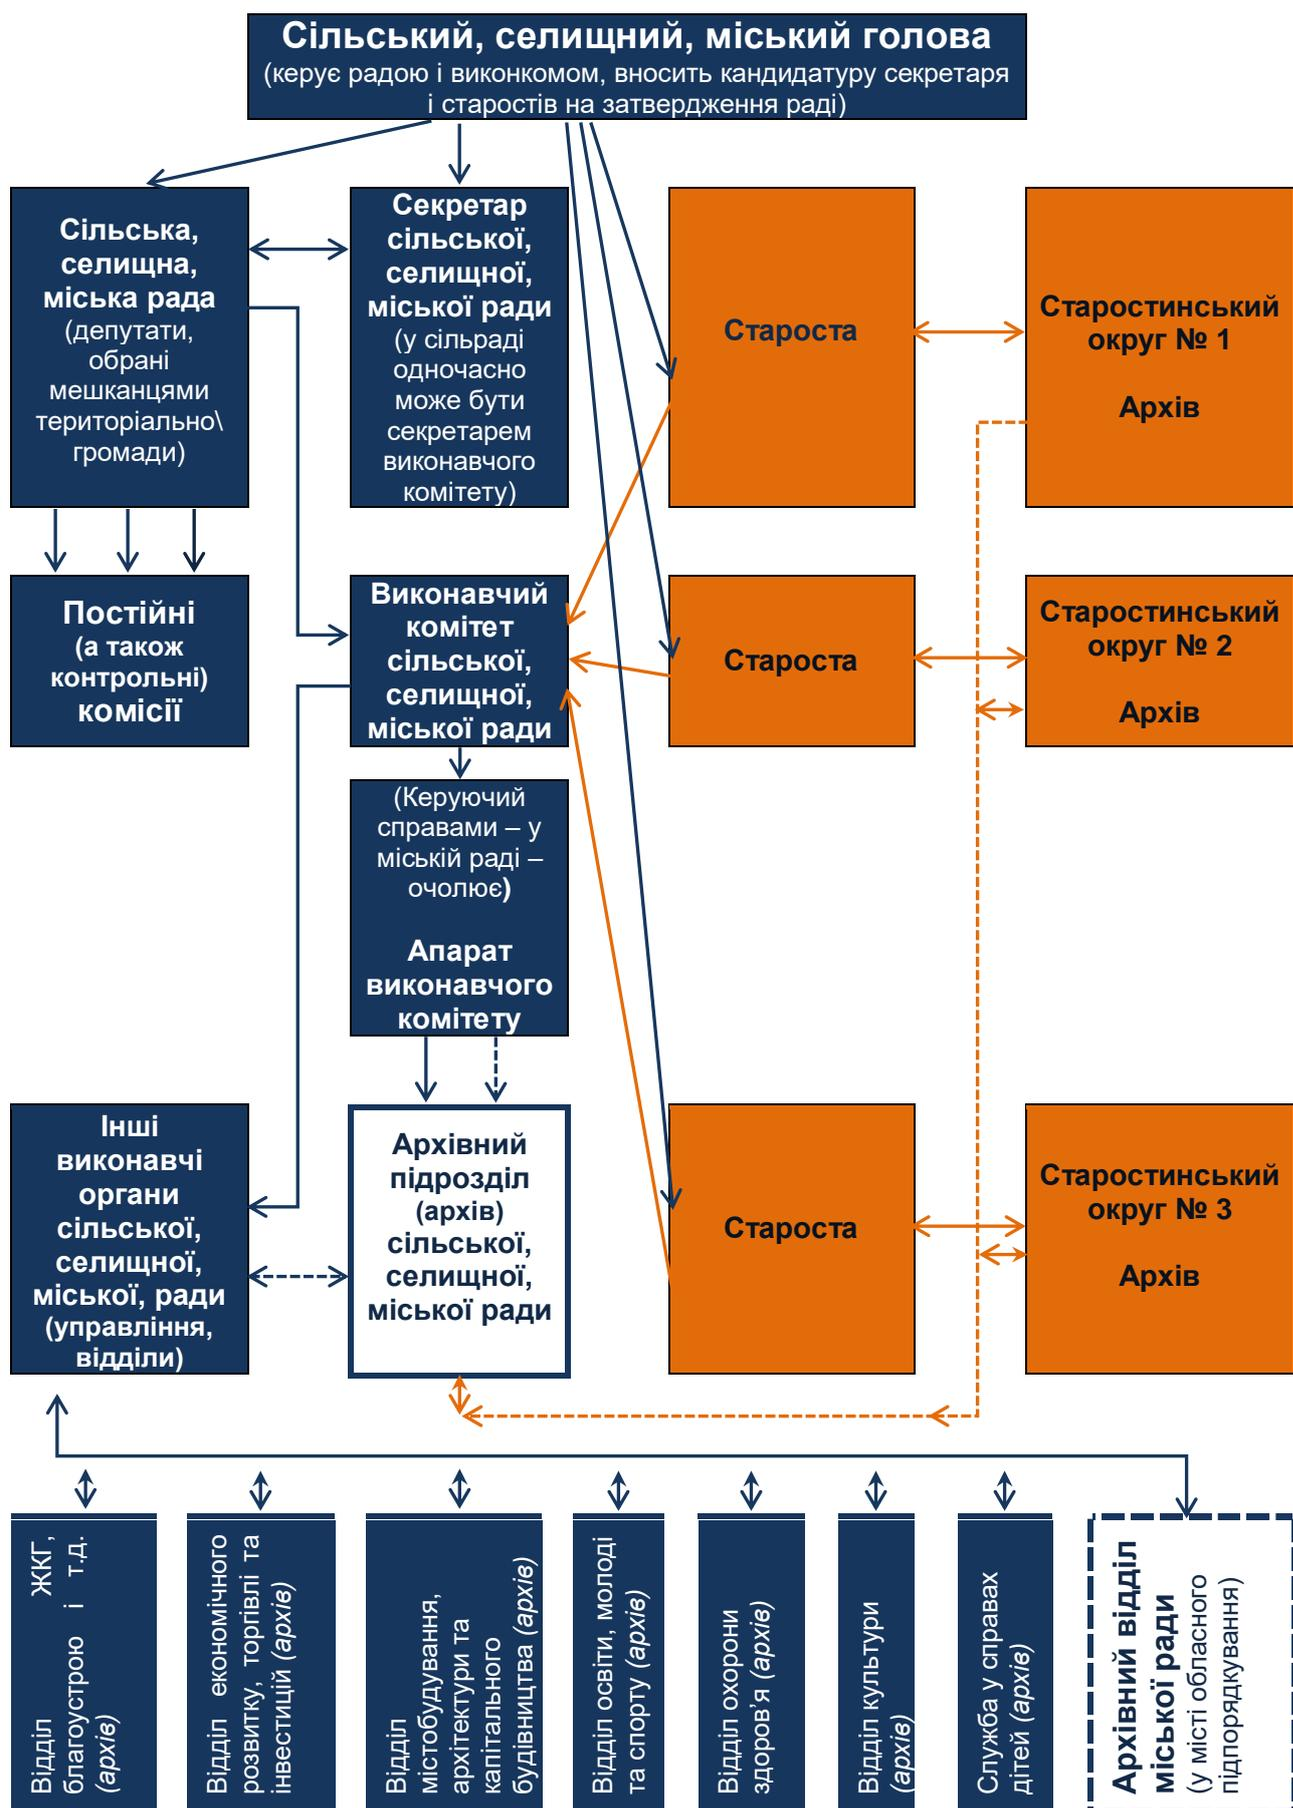 Сільський, селищний, міський голова
(керує радою і виконкомом, вносить кандидатуру секретаря
і старостів на затвердження раді)
Сільська,
селищна,
міська рада
(депутати,
обрані
мешканцями
територіально\
громади)
Секретар
сільської,
селищної,
міської ради
(у сільраді
одночасно
може бути
секретарем
виконавчого
комітету)
Староста
Старостинський
округ № 1
Архів
Постійні
(а також
контрольні)
комісії
Виконавчий
комітет
сільської,
селищної,
міської ради
Староста
Старостинський
округ № 2
Архів
(Керуючий
справами – у
міській раді –
очолює)
Апарат
виконавчого
комітету
Інші
виконавчі
органи
сільської,
селищної,
міської, ради
(управління,
відділи)
Архівний
підрозділ
(архів)
сільської,
селищної,
міської ради
Староста
Старостинський
округ № 3
Архів
Відділ ЖКГ,
благоустрою і т.д.
(архів)
Відділ економічного
розвитку, торгівлі та
інвестицій (архів)
Відділ
містобудування,
архітектури та
капітального
будівництва (архів)
Відділ освіти, молоді
та спорту (архів)
Відділ охорони
здоров’я (архів)
Відділ культури
(архів)
Служба у справах
дітей (архів)
Архівний відділ
міської ради
(у місті обласного
підпорядкування)